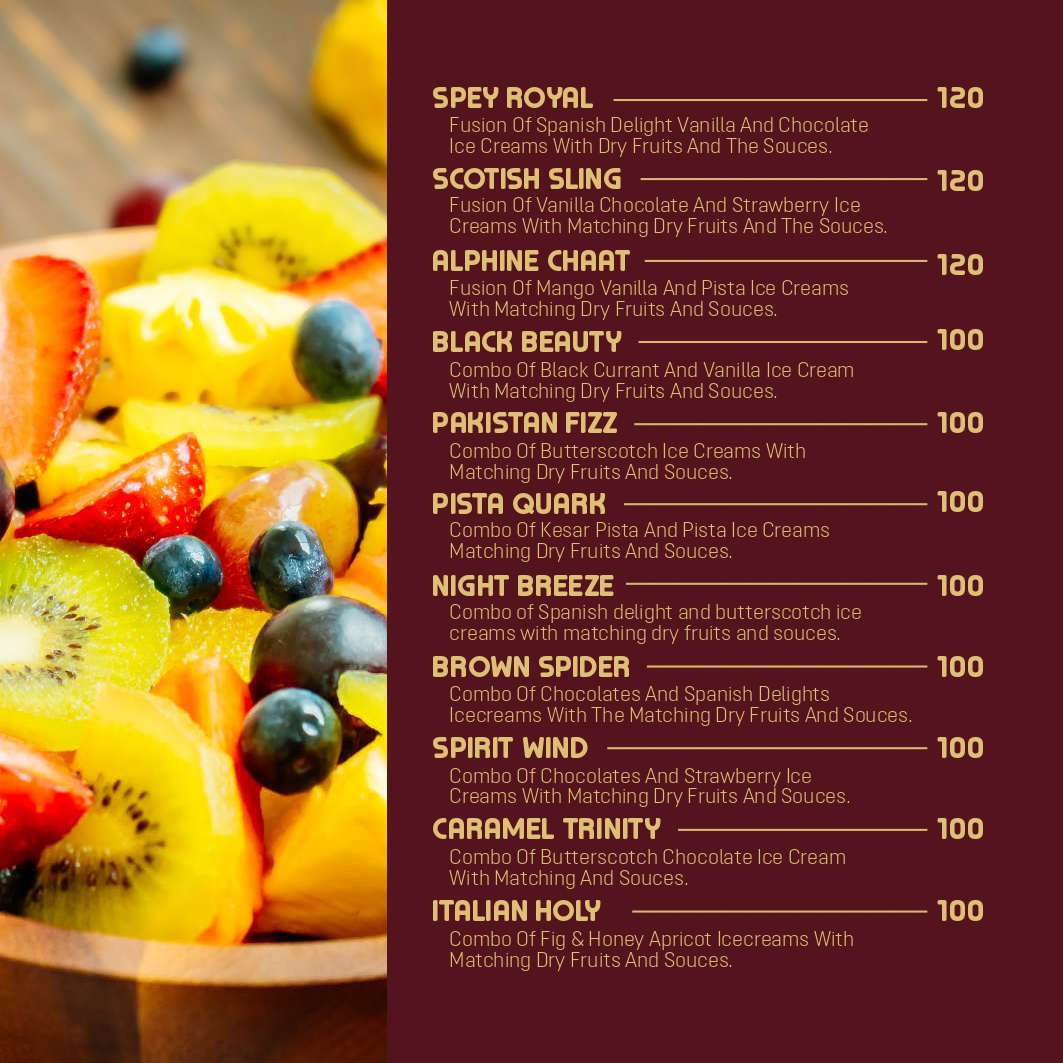 SPEY ROYAL 120
Fusion Of Spanish Delight Vanilla And Chocolate
Ice Creams With Dry Fruits And The Souces.
SCOTISH SLING 120
Fusion Of Vanilla Chocolate And Strawberry Ice
Creams With Matching Dry Fruits And The Souces.
ALPHINE CHAAT 120
Fusion Of Mango Vanilla And Pista Ice Creams
With Matching Dry Fruits And Souces.
BLACK BEAUTY 100
Combo Of Black Currant And Vanilla Ice Cream
With Matching Dry Fruits And Souces.
PAKISTAN FIZZ 100
Combo Of Butterscotch Ice Creams With
Matching Dry Fruits And Souces.
PISTA QUARK 100
Combo Of Kesar Pista And Pista Ice Creams
Matching Dry Fruits And Souces.
NIGHT BREEZE 100
Combo of Spanish delight and butterscotch ice
creams with matching dry fruits and souces.
BROWN SPIDER 100
Combo Of Chocolates And Spanish Delights
Icecreams With The Matching Dry Fruits And Souces.
SPIRIT WIND 100
Combo Of Chocolates And Strawberry Ice
Creams With Matching Dry Fruits And Souces.
CARAMEL TRINITY 100
Combo Of Butterscotch Chocolate Ice Cream
With Matching And Souces.
ITALIAN HOLY 100
Combo Of Fig & Honey Apricot Icecreams With
Matching Dry Fruits And Souces.